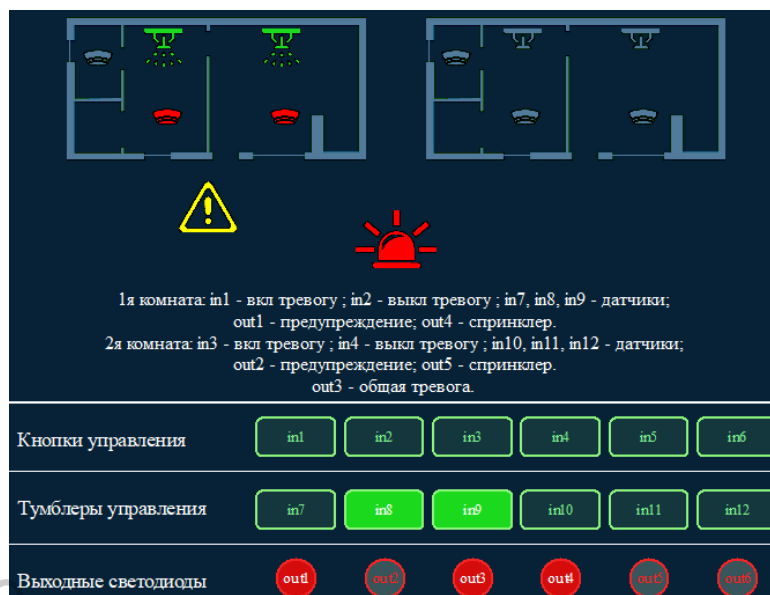 1я комната: in1 - вкл тревогу ; in2 - выкл тревогу ; in7, in8, in9 - датчики;
out1 - предупреждение; out4 - спринклер.
2я комната: in3 - вкл тревогу ; in4 - выкл тревогу ; in10, in11, in12 - датчики;
out2 - предупреждение; out5 - спринклер.
out3 - общая тревога.
Кнопки управления in1 in2 in3 in4 in5 in6
Тумблеры управления in7 in8 in9 in10 in11 in12
Выходные светодиоды out1 out2 out3 out4 out5 out6